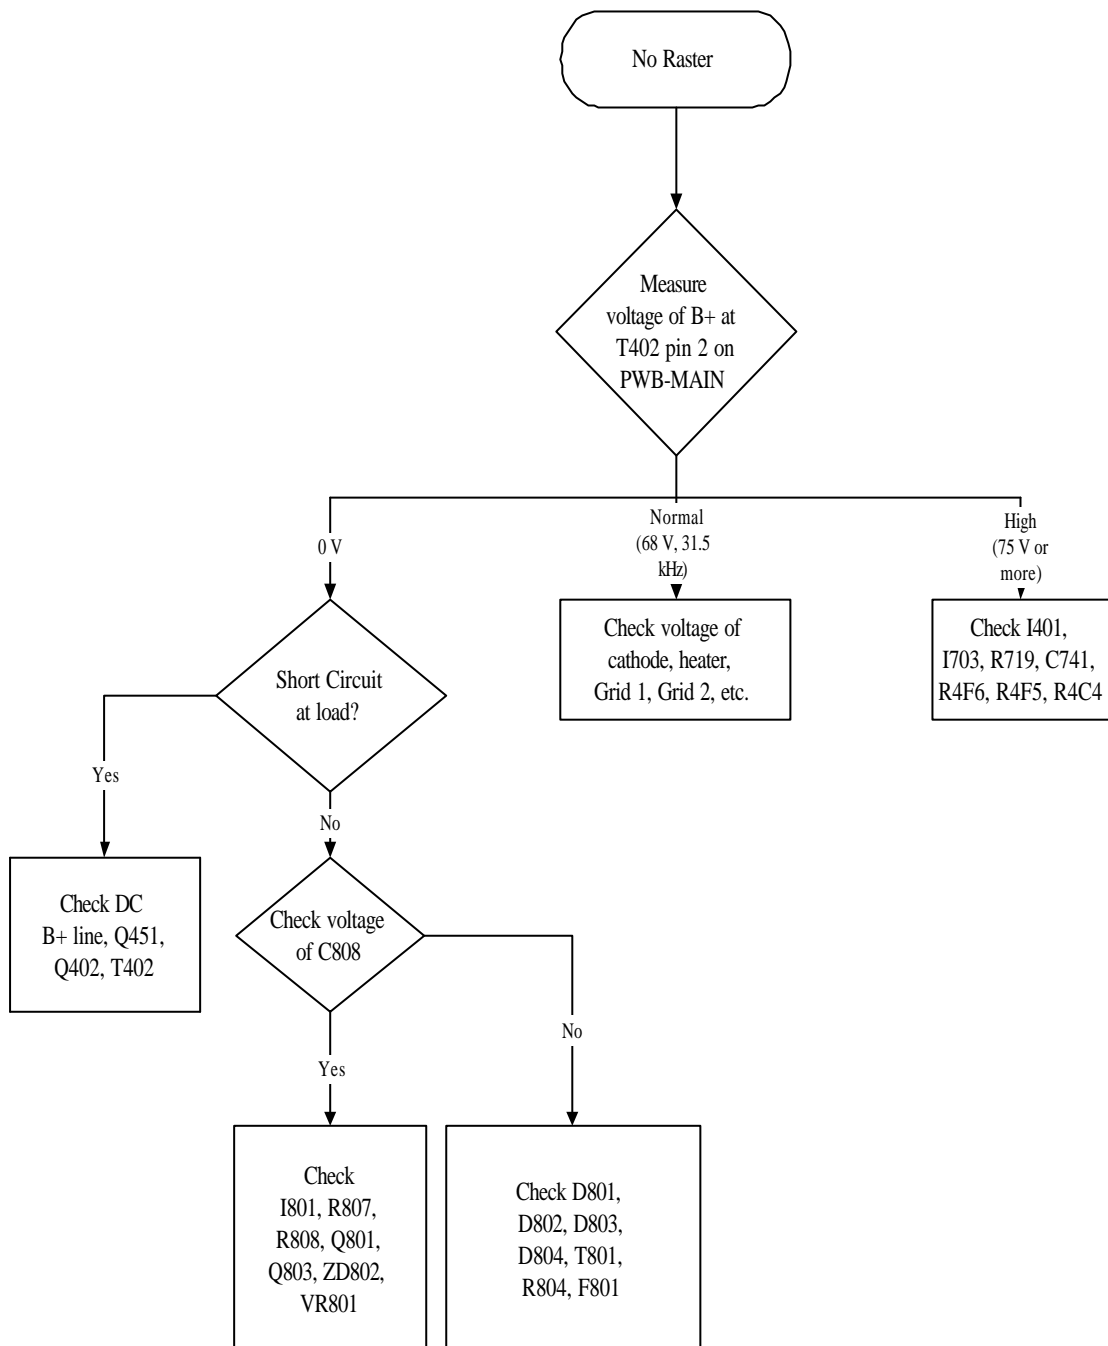 No Raster
Measure
voltage of B+ at
T402 pin 2 on
PWB-MAIN
0 V
Normal
(68 V, 31.5
kHz)
High
(75 V or
more)
Short Circuit
at load?
Check voltage of
cathode, heater,
Grid 1, Grid 2, etc.
Check I401,
I703, R719, C741,
R4F6, R4F5, R4C4
Yes
No
Check DC
B+ line, Q451,
Q402, T402
Check voltage
of C808
Yes
No
Check
I801, R807,
R808, Q801,
Q803, ZD802,
VR801
Check D801,
D802, D803,
D804, T801,
R804, F801